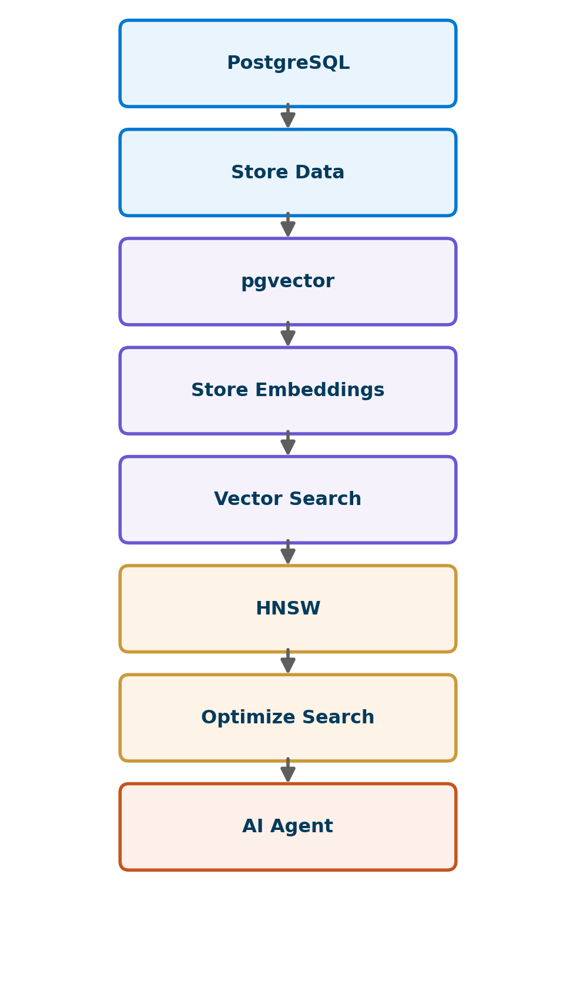 PostgreSQL
Store Data
pgvector
Store Embeddings
Vector Search
HNSW
Optimize Search
AI Agent